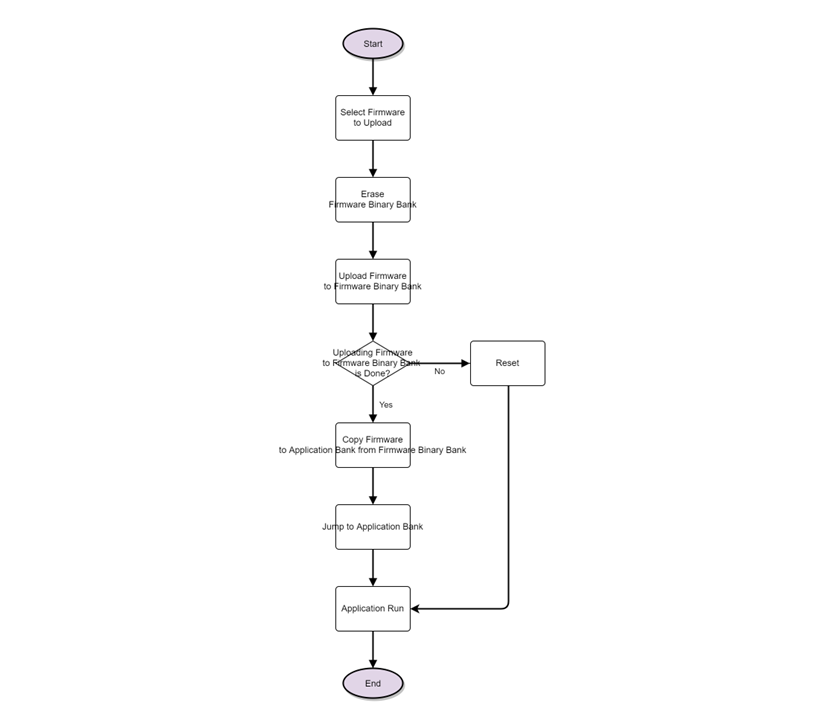 Start
Select Firmware
to Upload
Erase
Firmware Binary Bank
Upload Firmware
to Firmware Binary Bank
Uploading Firmware
to Firmware Binary Bank
is Done?
No
Reset
Yes
Copy Firmware
to Application Bank from Firmware Binary Bank
Jump to Application Bank
Application Run
End